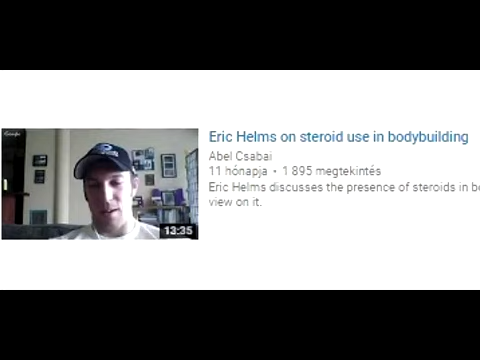 Eric Helms on steroid use in bodybuilding
Abel Csabai
11 hónapja • 1 895 megtekintés
Eric Helms discusses the presence of steroids in b
view on it.
13:35